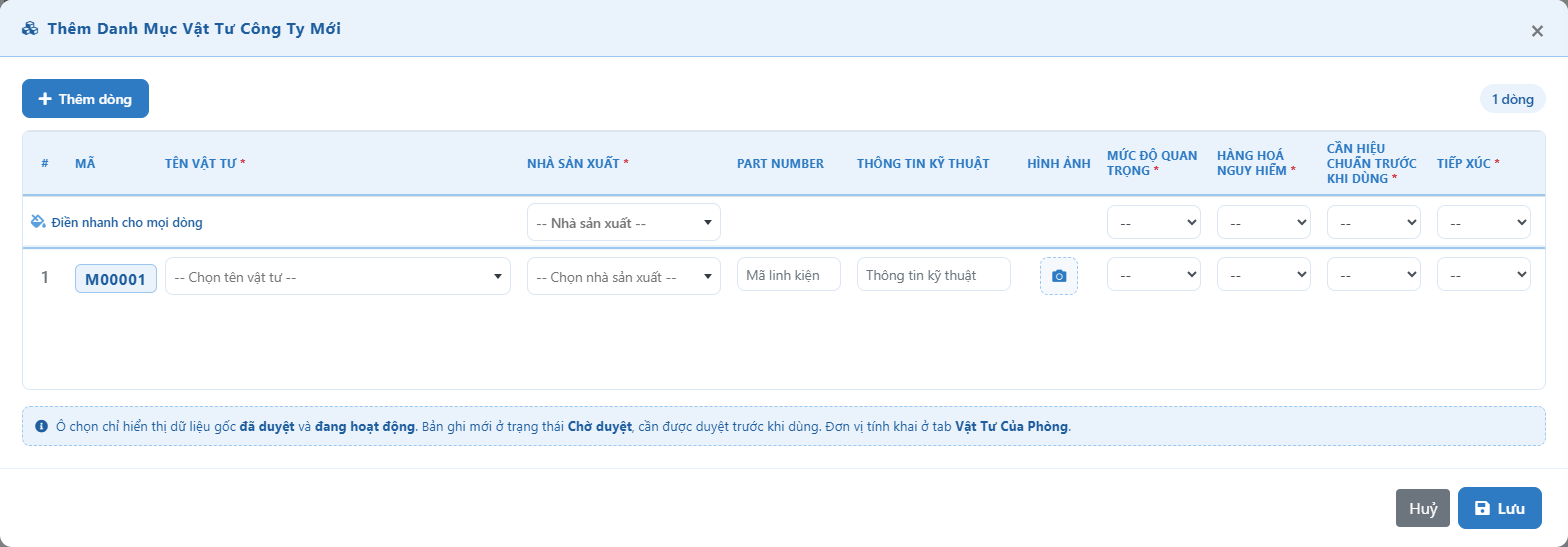 Thêm Danh Mục Vật Tư Công Ty Mới
×
Thêm dòng
1 dòng
# MÃ TÊN VẬT TƯ * NHÀ SẢN XUẤT * PART NUMBER THÔNG TIN KỸ THUẬT HÌNH ẢNH MỨC ĐỘ QUAN TRỌNG * HÀNG HOÁ NGUY HIỂM * CẦN HIỆU CHUẨN TRƯỚC KHI DÙNG * TIẾP XÚC *
Điền nhanh cho mọi dòng -- Nhà sản xuất -- -- -- -- --
1 M00001 -- Chọn tên vật tư -- -- Chọn nhà sản xuất -- Mã linh kiện Thông tin kỹ thuật -- -- -- --
Ô chọn chỉ hiển thị dữ liệu gốc đã duyệt và đang hoạt động. Bản ghi mới ở trạng thái Chờ duyệt, cần được duyệt trước khi dùng. Đơn vị tính khai ở tab Vật Tư Của Phòng.
Huỷ Lưu